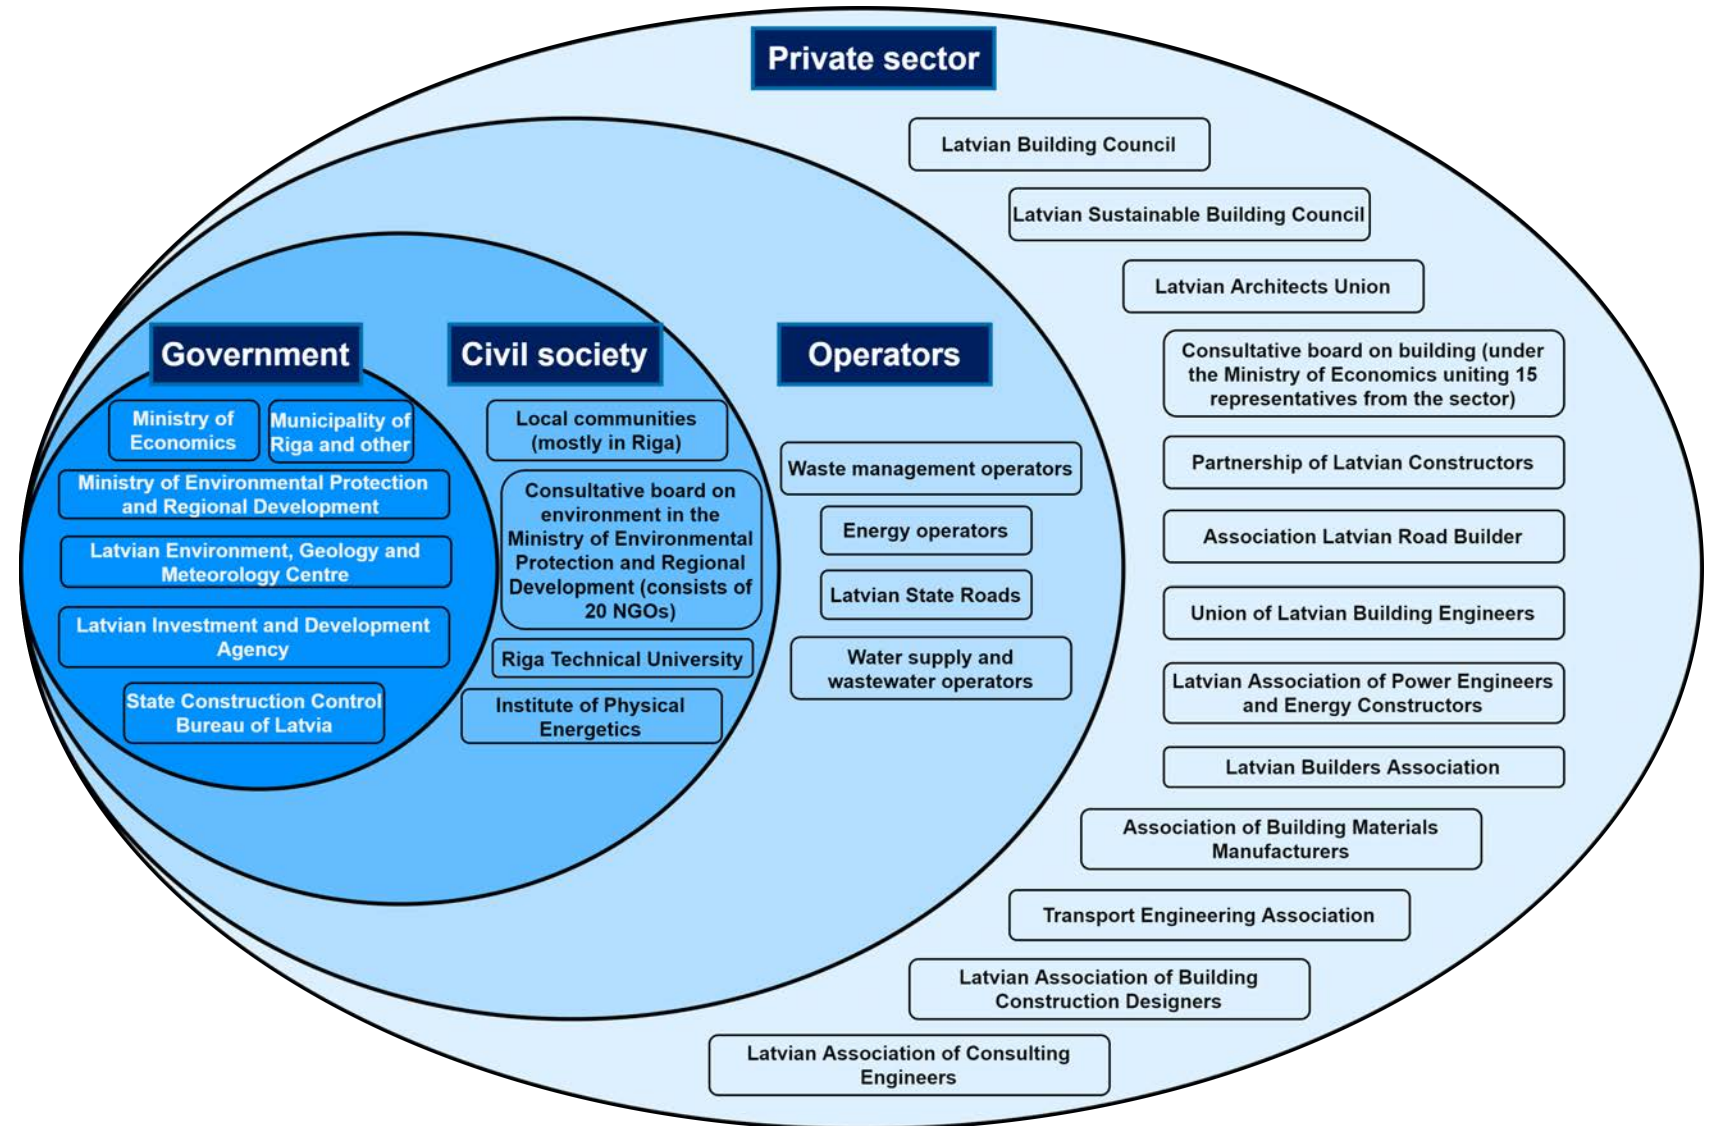 Private sector
Latvian Building Council
Latvian Sustainable Building Council
Latvian Architects Union
Consultative board on building (under
the Ministry of Economics uniting 15
representatives from the sector)
Partnership of Latvian Constructors
Association Latvian Road Builder
Union of Latvian Building Engineers
Latvian Association of Power Engineers
and Energy Constructors
Latvian Builders Association
Association of Building Materials
Manufacturers
Transport Engineering Association
Latvian Association of Building
Construction Designers
Latvian Association of Consulting
Engineers
Government
Ministry of
Economics
Municipality of
Riga and other
Ministry of Environmental Protection
and Regional Development
Latvian Environment, Geology and
Meteorology Centre
Latvian Investment and Development
Agency
State Construction Control
Bureau of Latvia
Civil society
Local communities
(mostly in Riga)
Consultative board on
environment in the
Ministry of Environmental
Protection and Regional
Development (consists of
20 NGOs)
Riga Technical University
Institute of Physical
Energetics
Operators
Waste management operators
Energy operators
Latvian State Roads
Water supply and
wastewater operators